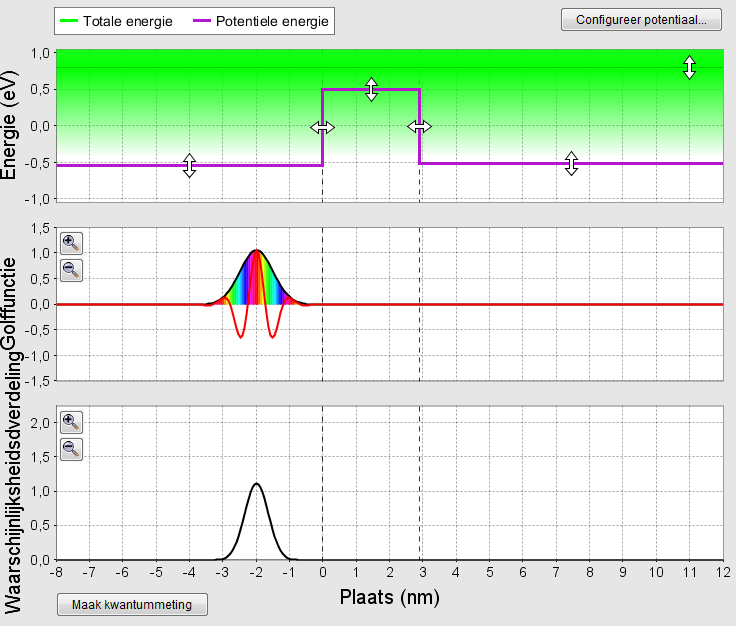 Totale energie Potentiele energie
Configureer potentiaal...
Energie (eV)
1,0
0,5
0,0
-0,5
-1,0
Golffunctie
1,5
1,0
0,5
0,0
-0,5
-1,0
-1,5
Waarschijnlijksheidsdverdeling
2,0
1,5
1,0
0,5
0,0
-8 -7 -6 -5 -4 -3 -2 -1 0 1 2 3 4 5 6 7 8 9 10 11 12
Plaats (nm)
Maak kwantummeting